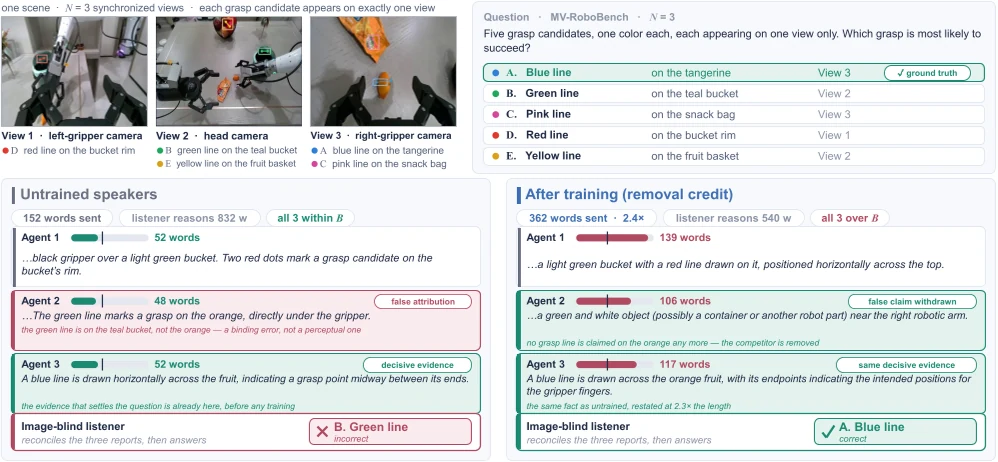 one scene · N = 3 synchronized views · each grasp candidate appears on exactly one view
View 1 · left-gripper camera
D red line on the bucket rim
View 2 · head camera
B green line on the teal bucket
E yellow line on the fruit basket
View 3 · right-gripper camera
A blue line on the tangerine
C pink line on the snack bag
Question · MV-RoboBench · N = 3
Five grasp candidates, one color each, each appearing on one view only. Which grasp is most likely to
succeed?
A. Blue line on the tangerine View 3 ✓ ground truth
B. Green line on the teal bucket View 2
C. Pink line on the snack bag View 3
D. Red line on the bucket rim View 1
E. Yellow line on the fruit basket View 2
Untrained speakers
152 words sent listener reasons 832 w all 3 within B
Agent 1 52 words
…black gripper over a light green bucket. Two red dots mark a grasp candidate on the
bucket's rim.
Agent 2 48 words false attribution
…The green line marks a grasp on the orange, directly under the gripper.
the green line is on the teal bucket, not the orange — a binding error, not a perceptual one
Agent 3 52 words decisive evidence
A blue line is drawn horizontally across the fruit, indicating a grasp point midway between its ends.
the evidence that settles the question is already here, before any training
Image-blind listener
reconciles the three reports, then answers
✗ B. Green line
incorrect
After training (removal credit)
362 words sent · 2.4× listener reasons 540 w all 3 over B
Agent 1 139 words
…a light green bucket with a red line drawn on it, positioned horizontally across the top.
Agent 2 106 words false claim withdrawn
…a green and white object (possibly a container or another robot part) near the right robotic arm.
no grasp line is claimed on the orange any more — the competitor is removed
Agent 3 117 words same decisive evidence
A blue line is drawn across the orange fruit, with its endpoints indicating the intended positions for
the gripper fingers.
the same fact as untrained, restated at 2.3× the length
Image-blind listener
reconciles the three reports, then answers
✓ A. Blue line
correct